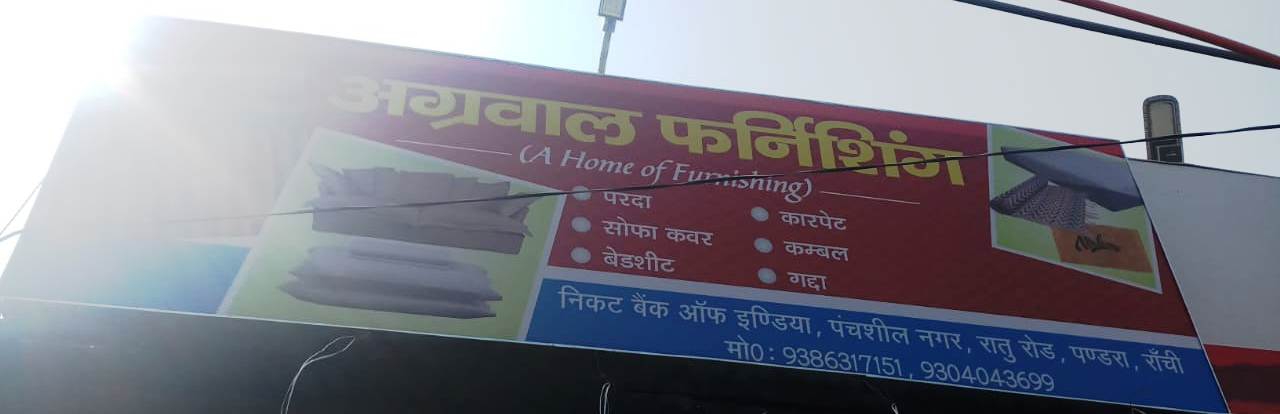 अग्रवाल फर्निशिंग
(A Home of Furnishing)
परदा
सोफा कवर
बेडशीट
कारपेट
कम्बल
गद्दा
निकट बैंक ऑफ इण्डिया, पंचशील नगर, रातु रोड, पण्डरा, राँची
मो0 : 9386317151, 9304043699